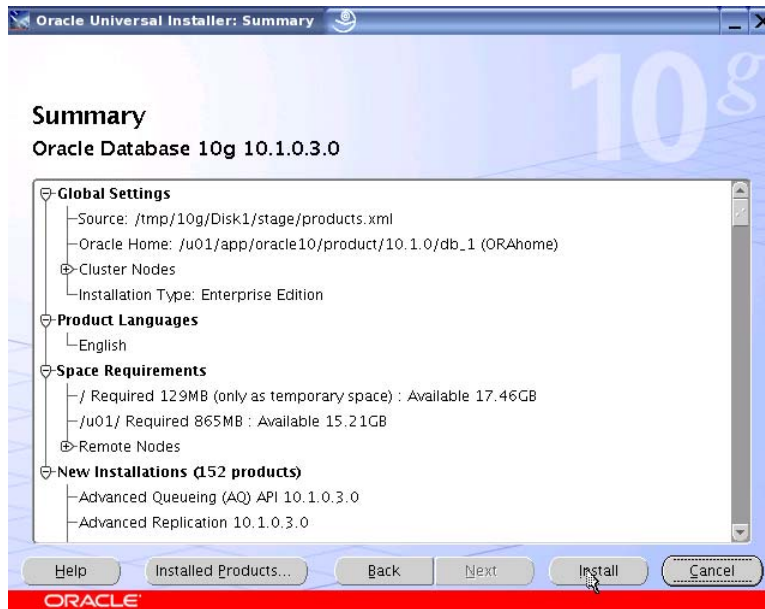 Oracle Universal Installer: Summary
10g
Summary
Oracle Database 10g 10.1.0.3.0
Global Settings
Source: /tmp/10g/Disk1/stage/products.xml
Oracle Home: /u01/app/oracle10/product/10.1.0/db_1 (ORAhome)
Cluster Nodes
Installation Type: Enterprise Edition
Product Languages
English
Space Requirements
/ Required 129MB (only as temporary space) : Available 17.46GB
/u01/ Required 865MB : Available 15.21GB
Remote Nodes
New Installations (152 products)
Advanced Queueing (AQ) API 10.1.0.3.0
Advanced Replication 10.1.0.3.0
Help Installed Products... Back Next Install Cancel
ORACLE